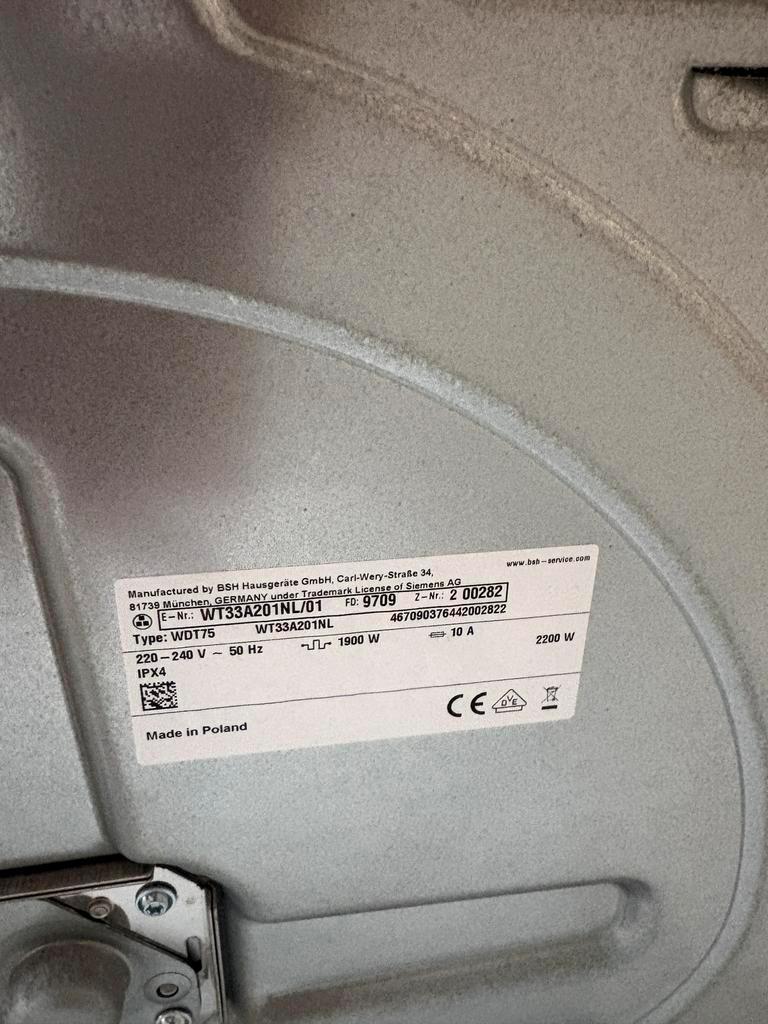 www.bsh-service.com
Manufactured by BSH Hausgeräte GmbH, Carl-Wery-Straße 34,
81739 München, GERMANY under Trademark License of Siemens AG
E-Nr.: WT33A201NL/01 FD: 9709 Z-Nr.: 2 00282
Type: WDT75 WT33A201NL 467090376442002822
220-240 V ~ 50 Hz 1900 W 10 A 2200 W
IPX4
CE DVE
Made in Poland